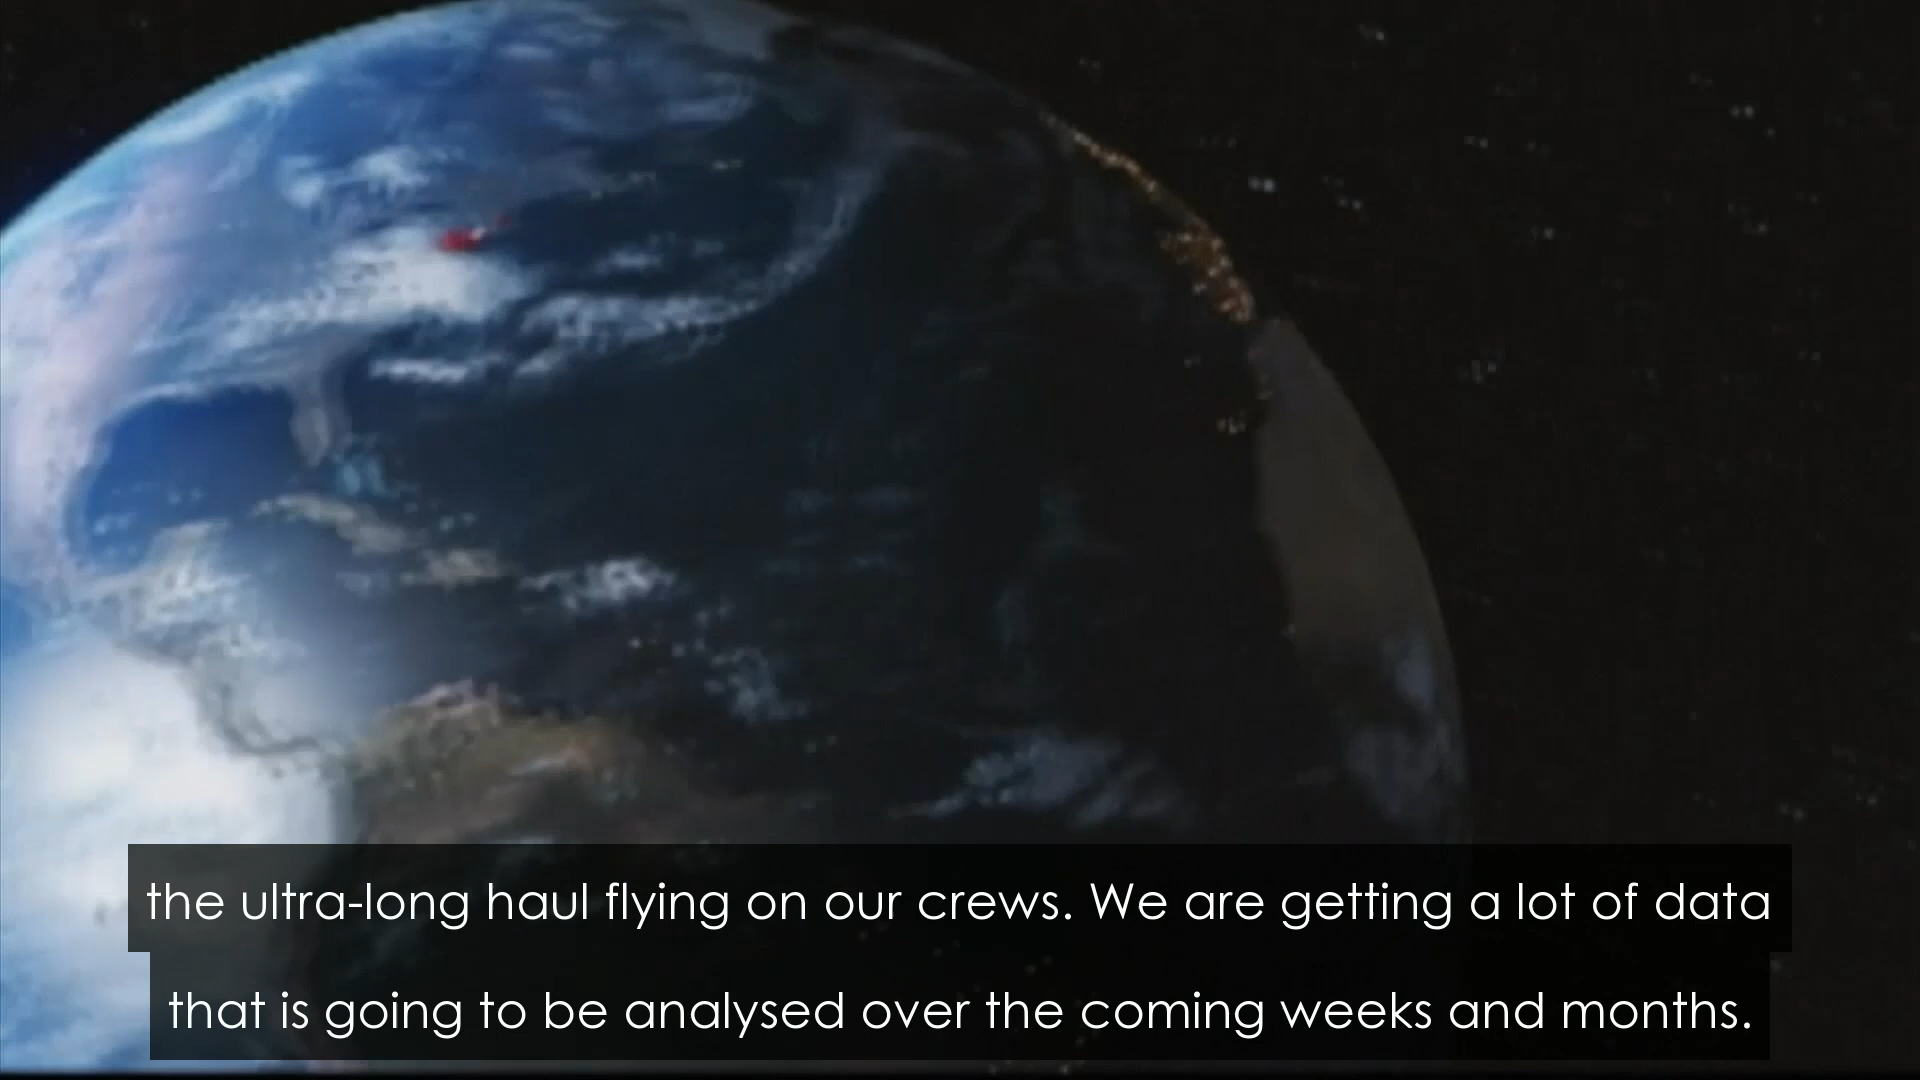 the ultra-long haul flying on our crews. We are getting a lot of data
that is going to be analysed over the coming weeks and months.